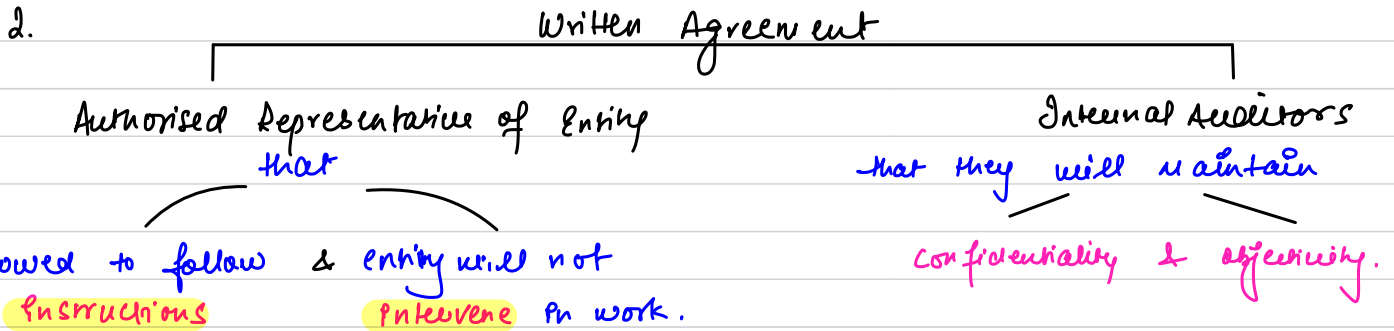 2. Written Agreement
Authorised Representative of Entity Internal Auditors
that that they will maintain
owed to follow & entity will not confidentiality & objectivity.
instructions intervene in work.